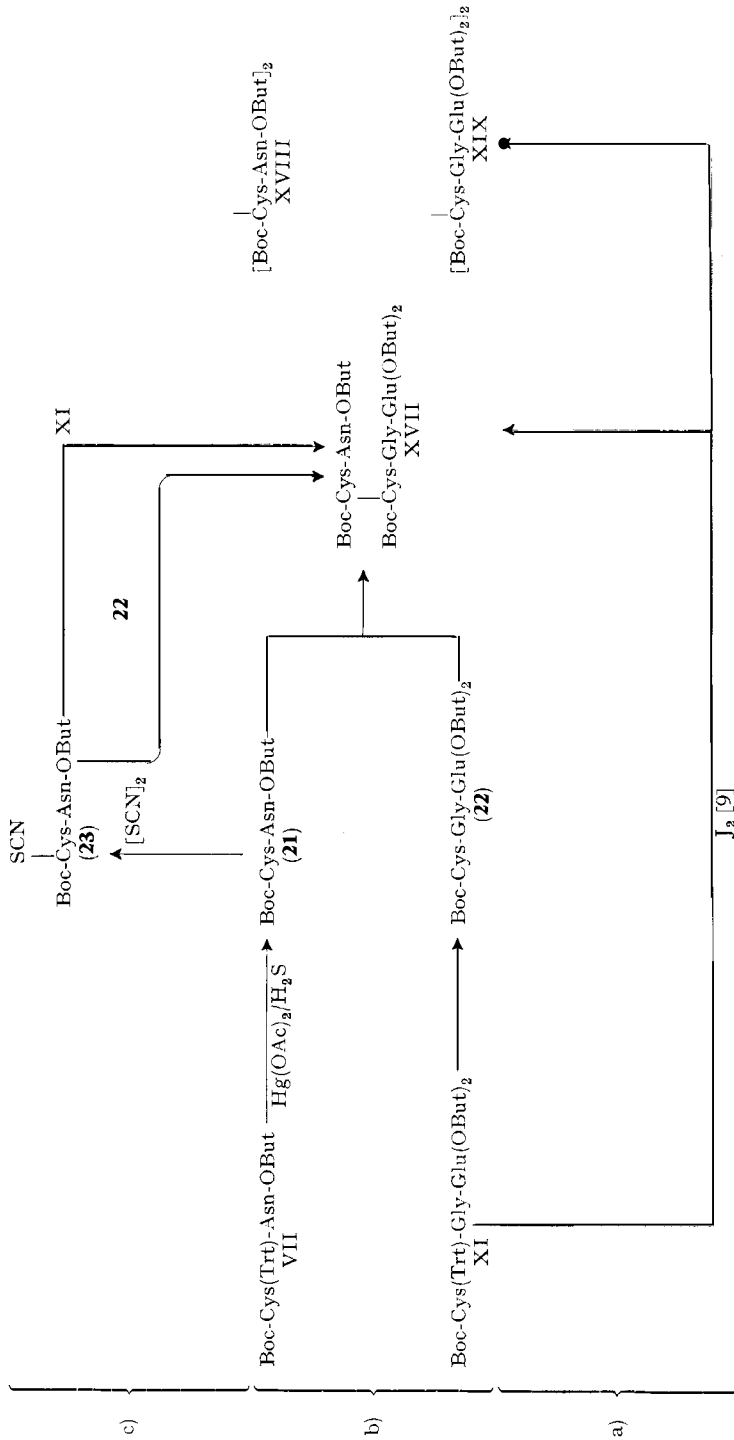 c)
SCN
Boc-Cys-Asn-OBut
(23)
[SCN]₂
22
XI
b)
Boc-Cys(Trt)-Asn-OBut
VII
Hg(OAc)₂/H₂S
Boc-Cys-Asn-OBut
(21)
Boc-Cys(Trt)-Gly-Glu(OBut)₂
XI
Boc-Cys-Gly-Glu(OBut)₂
(22)
Boc-Cys-Asn-OBut
Boc-Cys-Gly-Glu(OBut)₂
XVII
[Boc-Cys-Asn-OBut]₂
XVIII
[Boc-Cys-Gly-Glu(OBut)₂]₂
XIX
a)
J₂ [9]